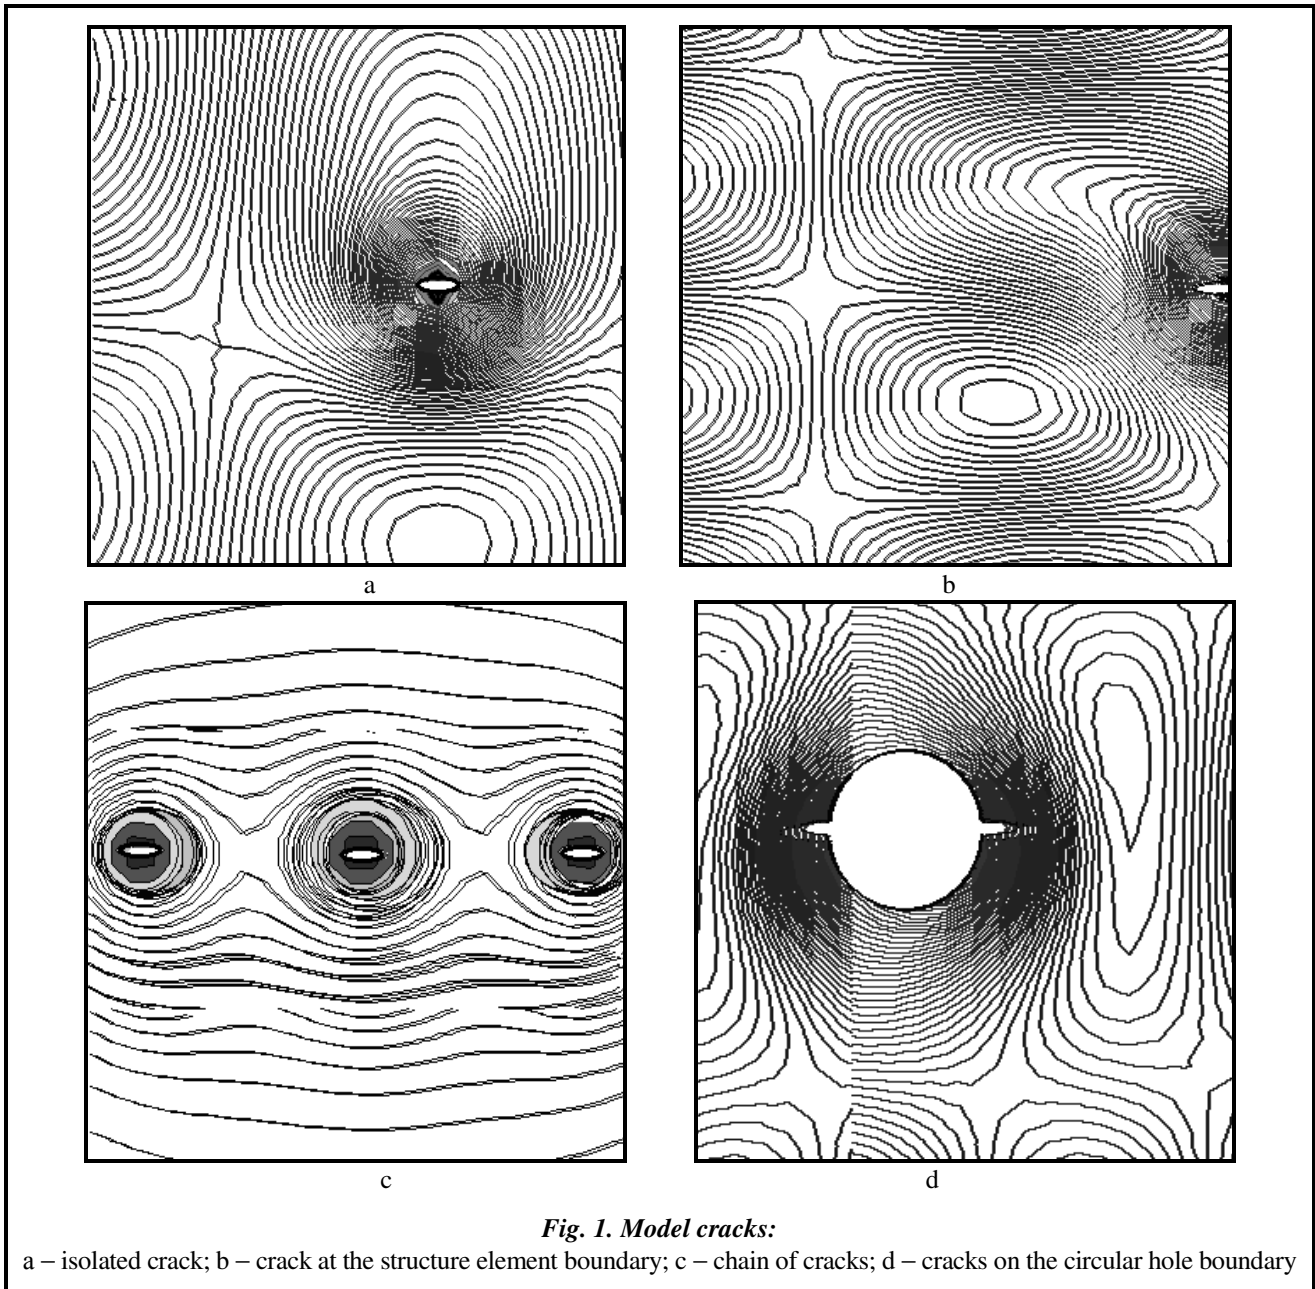 a
b
c
d
Fig. 1. Model cracks:
a – isolated crack; b – crack at the structure element boundary; c – chain of cracks; d – cracks on the circular hole boundary